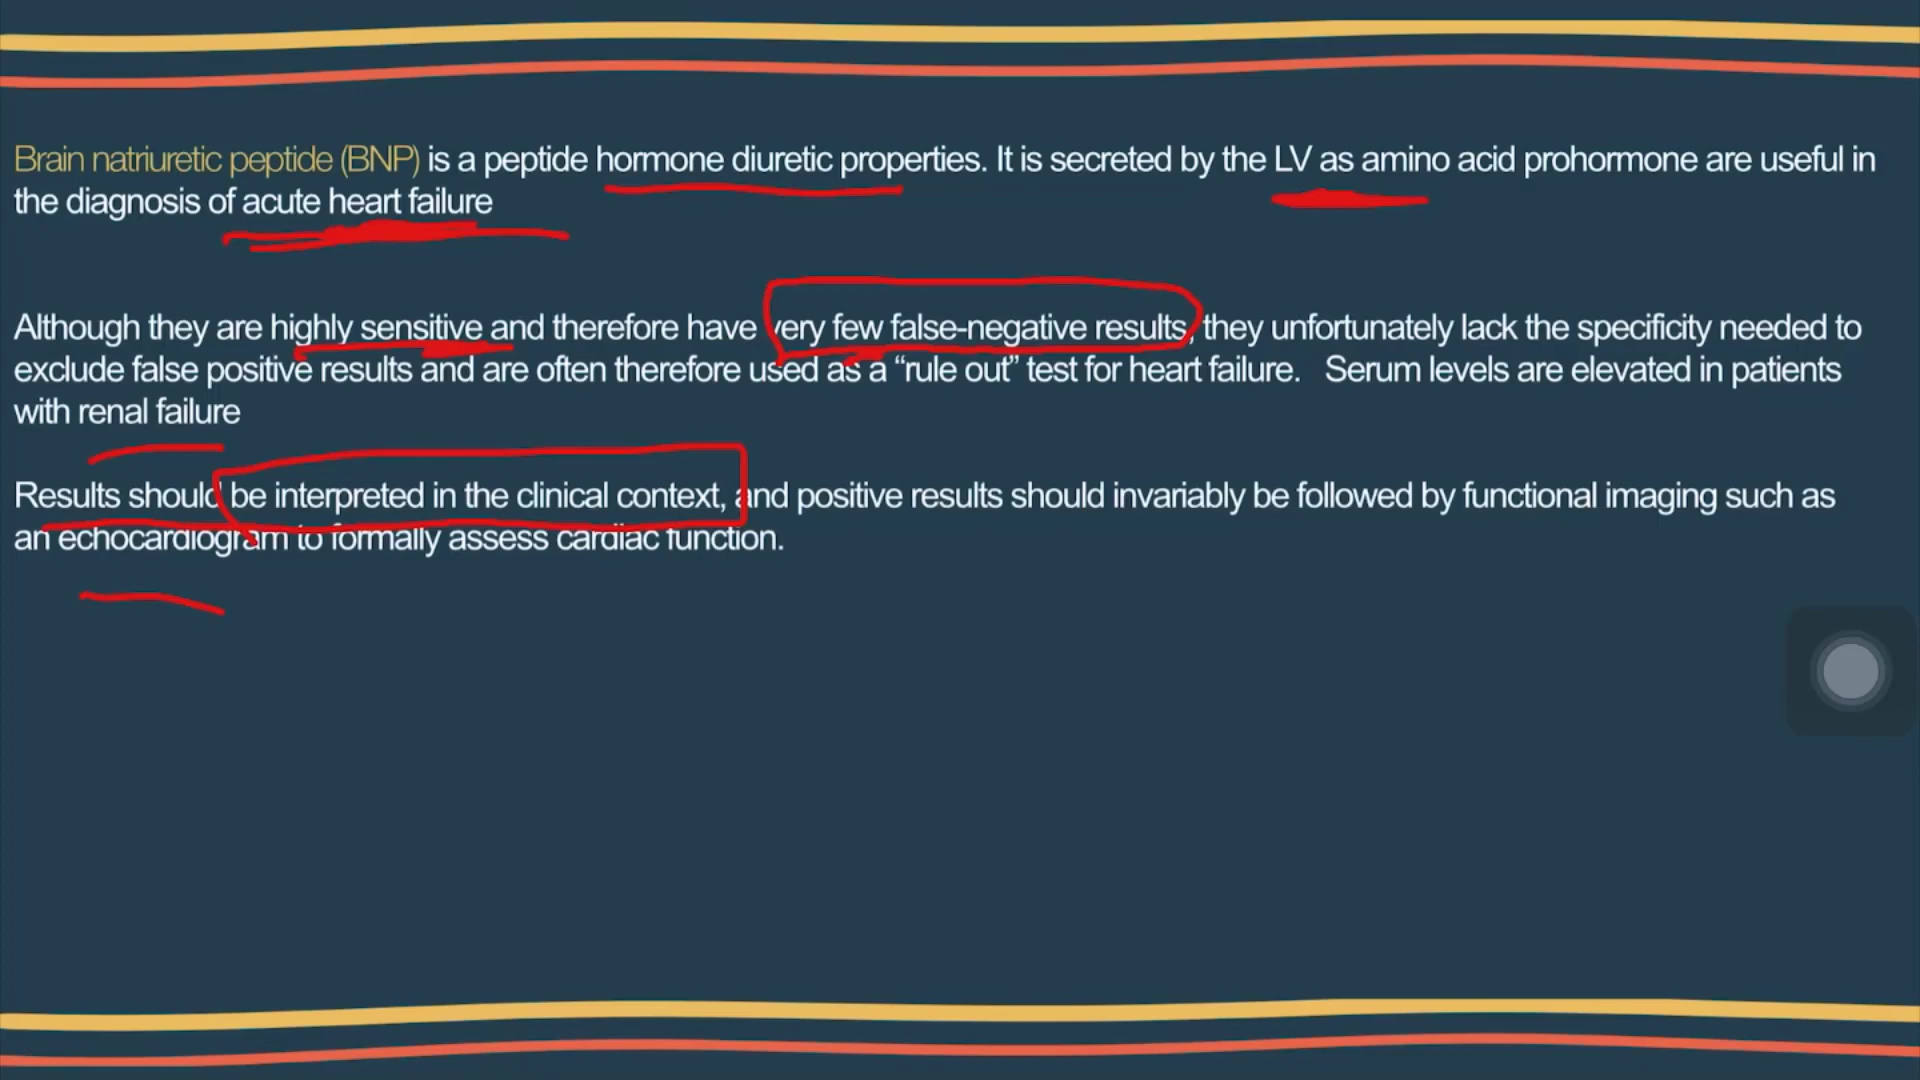 Brain natriuretic peptide (BNP) is a peptide hormone diuretic properties. It is secreted by the LV as amino acid prohormone are useful in
the diagnosis of acute heart failure
Although they are highly sensitive and therefore have very few false-negative results, they unfortunately lack the specificity needed to
exclude false positive results and are often therefore used as a “rule out” test for heart failure. Serum levels are elevated in patients
with renal failure
Results should be interpreted in the clinical context, and positive results should invariably be followed by functional imaging such as
an echocardiogram to formally assess cardiac function.